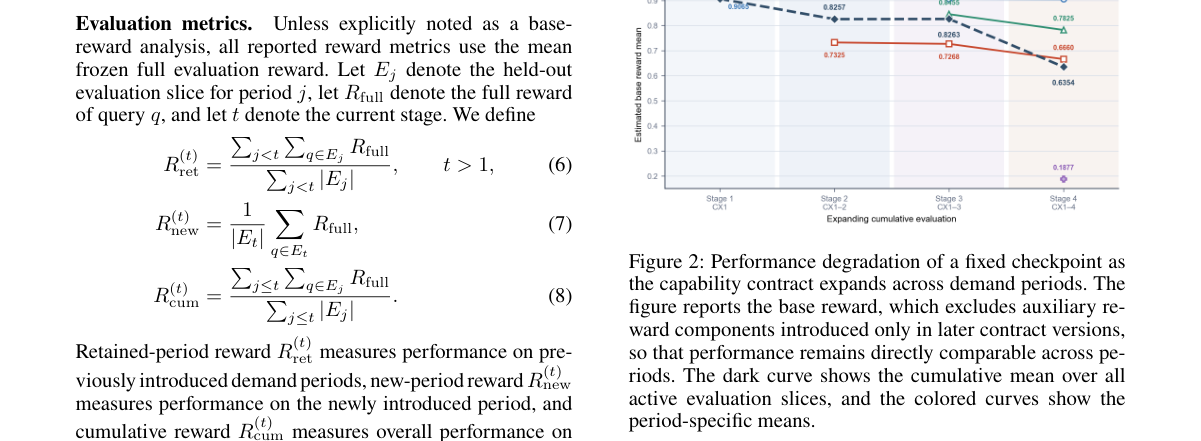 Evaluation metrics. Unless explicitly noted as a base-
reward analysis, all reported reward metrics use the mean
frozen full evaluation reward. Let E_j denote the held-out
evaluation slice for period j, let R_full denote the full reward
of query q, and let t denote the current stage. We define
R_ret^(t) = ∑_{j<t} ∑_{q∈E_j} R_full / ∑_{j<t} |E_j|, t > 1, (6)
R_new^(t) = 1/|E_t| ∑_{q∈E_t} R_full, (7)
R_cum^(t) = ∑_{j≤t} ∑_{q∈E_j} R_full / ∑_{j≤t} |E_j|. (8)
Retained-period reward R_ret^(t) measures performance on pre-
viously introduced demand periods, new-period reward R_new^(t)
measures performance on the newly introduced period, and
cumulative reward R_cum^(t) measures overall performance on
Estimated base reward mean
0.9
0.8
0.7
0.6
0.5
0.4
0.3
0.2
0.9065
0.8257
0.7325
0.8455
0.8263
0.7268
0.7825
0.6660
0.6354
0.1877
Stage 1 Stage 2 Stage 3 Stage 4
CX1 CX1–2 CX1–3 CX1–4
Expanding cumulative evaluation
Figure 2: Performance degradation of a fixed checkpoint as
the capability contract expands across demand periods. The
figure reports the base reward, which excludes auxiliary re-
ward components introduced only in later contract versions,
so that performance remains directly comparable across pe-
riods. The dark curve shows the cumulative mean over all
active evaluation slices, and the colored curves show the
period-specific means.